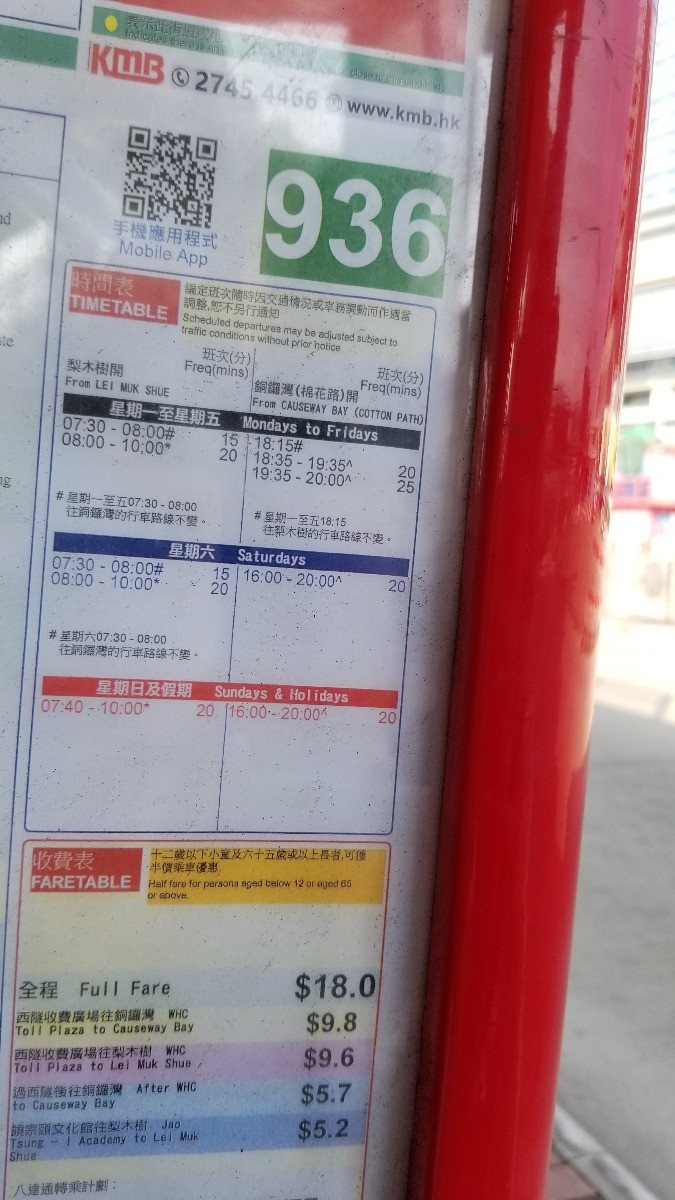 表示此街道或
Indicates there is an close to this
KMB 2745 4466 www.kmb.hk
936
手機應用程式
Mobile App
時間表
TIMETABLE
編定班次隨時因交通情況或車務調動而作適當
調整,恕不另行通知
Scheduled departures may be adjusted subject to
traffic conditions without prior notice
梨木樹開
From LEI MUK SHUE
班次(分)
Freq(mins)
銅鑼灣(棉花路)開
From CAUSEWAY BAY (COTTON PATH)
班次(分)
Freq(mins)
星期一至星期五 Mondays to Fridays
07:30 - 08:00# 15
08:00 - 10:00* 20
18:15#
18:35 - 19:35^ 20
19:35 - 20:00^ 25
# 星期一至五07:30 - 08:00
往銅鑼灣的行車路線不變。
# 星期一至五18:15
往梨木樹的行車路線不變。
星期六 Saturdays
07:30 - 08:00# 15
08:00 - 10:00* 20
16:00 - 20:00^ 20
# 星期六07:30 - 08:00
往銅鑼灣的行車路線不變。
星期日及假期 Sundays & Holidays
07:40 - 10:00* 20
16:00 - 20:00^ 20
收費表
FARETABLE
十二歲以下小童及六十五歲或以上長者,可獲
半價乘車優惠.
Half fare for persons aged below 12 or aged 65
or above.
全程 Full Fare $18.0
西隧收費廣場往銅鑼灣 WHC
Toll Plaza to Causeway Bay $9.8
西隧收費廣場往梨木樹 WHC
Toll Plaza to Lei Muk Shue $9.6
過西隧後往銅鑼灣 After WHC
to Causeway Bay $5.7
饒宗頤文化館往梨木樹 Jao
Tsung - I Academy to Lei Muk
Shue $5.2
八達通轉乘計劃：